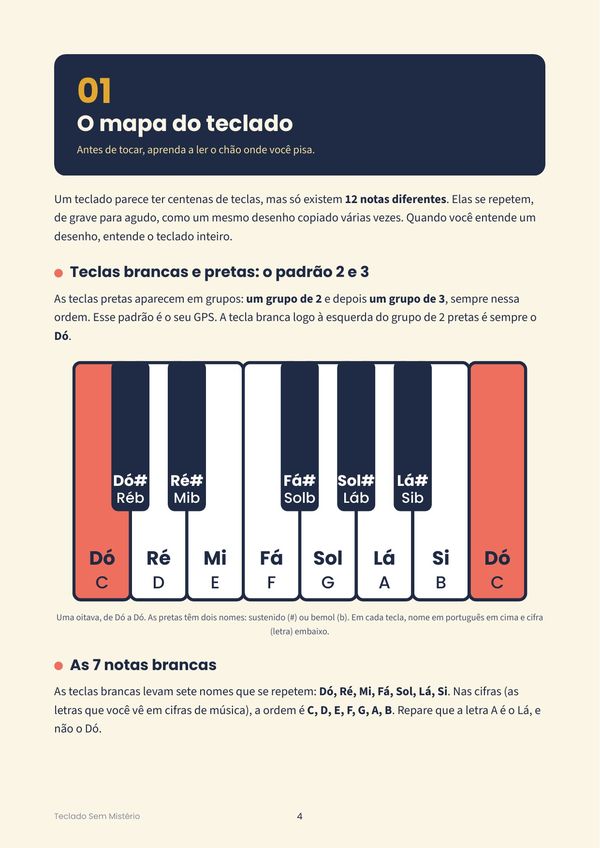 01
O mapa do teclado
Antes de tocar, aprenda a ler o chão onde você pisa.
Um teclado parece ter centenas de teclas, mas só existem 12 notas diferentes. Elas se repetem,
de grave para agudo, como um mesmo desenho copiado várias vezes. Quando você entende um
desenho, entende o teclado inteiro.
Teclas brancas e pretas: o padrão 2 e 3
As teclas pretas aparecem em grupos: um grupo de 2 e depois um grupo de 3, sempre nessa
ordem. Esse padrão é o seu GPS. A tecla branca logo à esquerda do grupo de 2 pretas é sempre o
Dó.
Dó# Ré# Fá# Sol# Lá#
Réb Mib Solb Láb Sib
Dó Ré Mi Fá Sol Lá Si Dó
C D E F G A B C
Uma oitava, de Dó a Dó. As pretas têm dois nomes: sustenido (#) ou bemol (b). Em cada tecla, nome em português em cima e cifra
(letra) embaixo.
As 7 notas brancas
As teclas brancas levam sete nomes que se repetem: Dó, Ré, Mi, Fá, Sol, Lá, Si. Nas cifras (as
letras que você vê em cifras de música), a ordem é C, D, E, F, G, A, B. Repare que a letra A é o Lá, e
não o Dó.
Teclado Sem Mistério
4